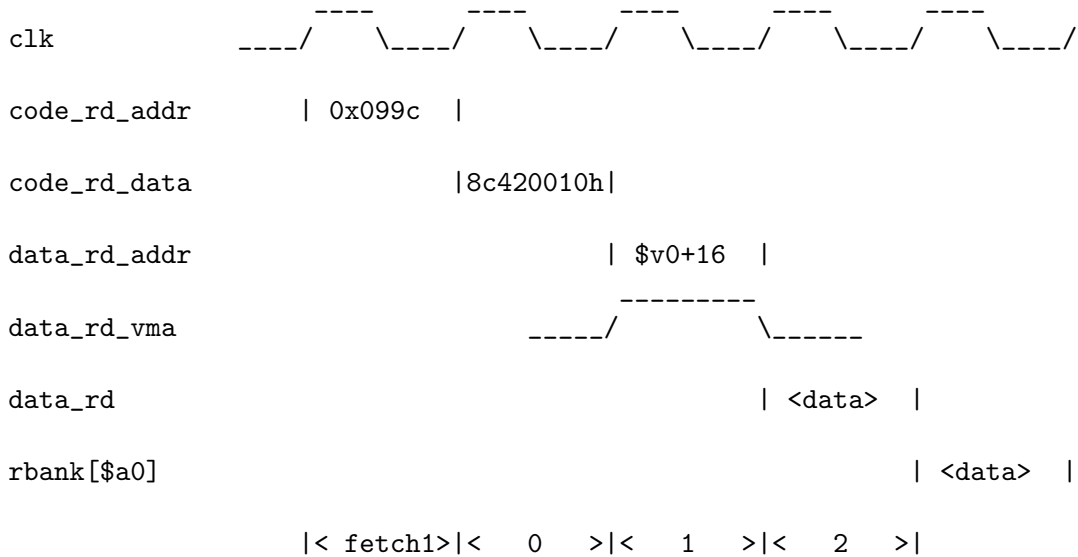 clk
code_rd_addr | 0x099c |
code_rd_data |8c420010h|
data_rd_addr | $v0+16 |
data_rd_vma
data_rd | <data> |
rbank[$a0] | <data> |
|< fetch1>|< 0 >|< 1 >|< 2 >|